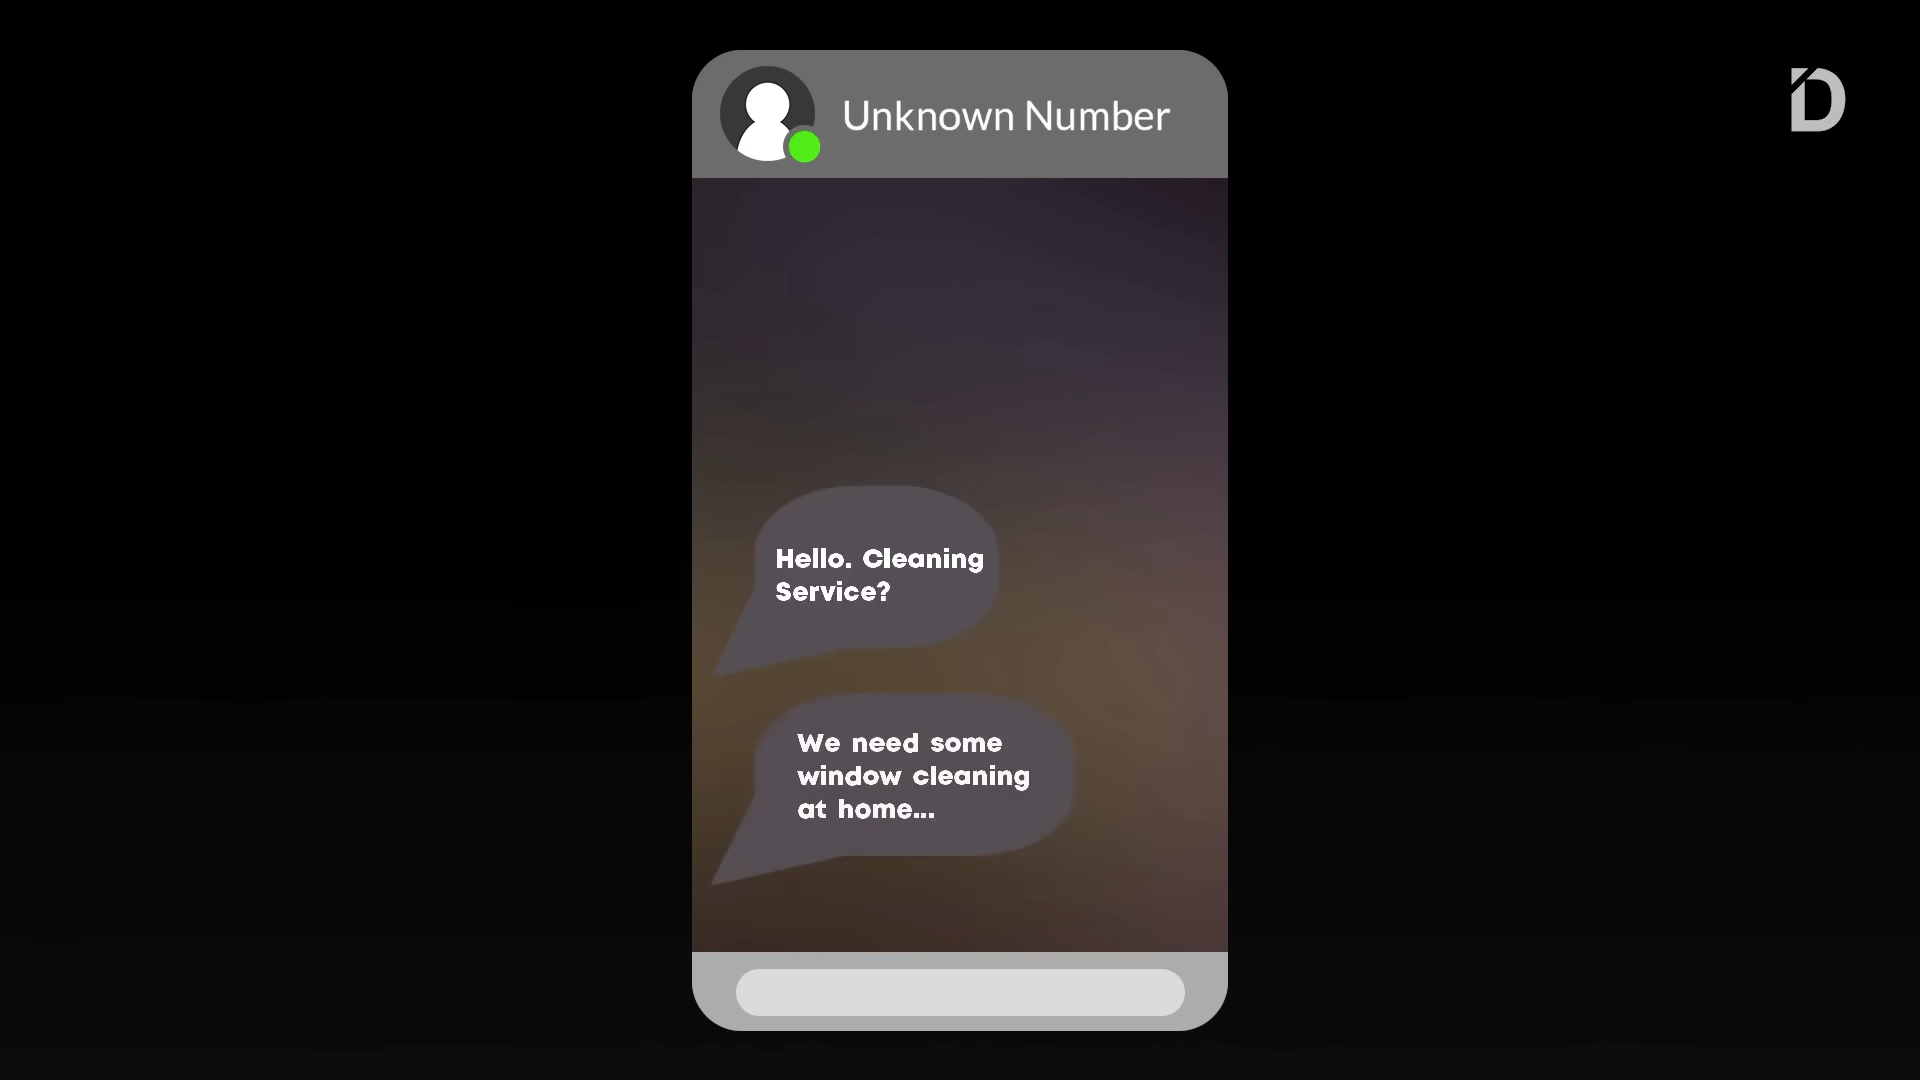 Unknown Number
D
Hello. Cleaning
Service?
We need some
window cleaning
at home...